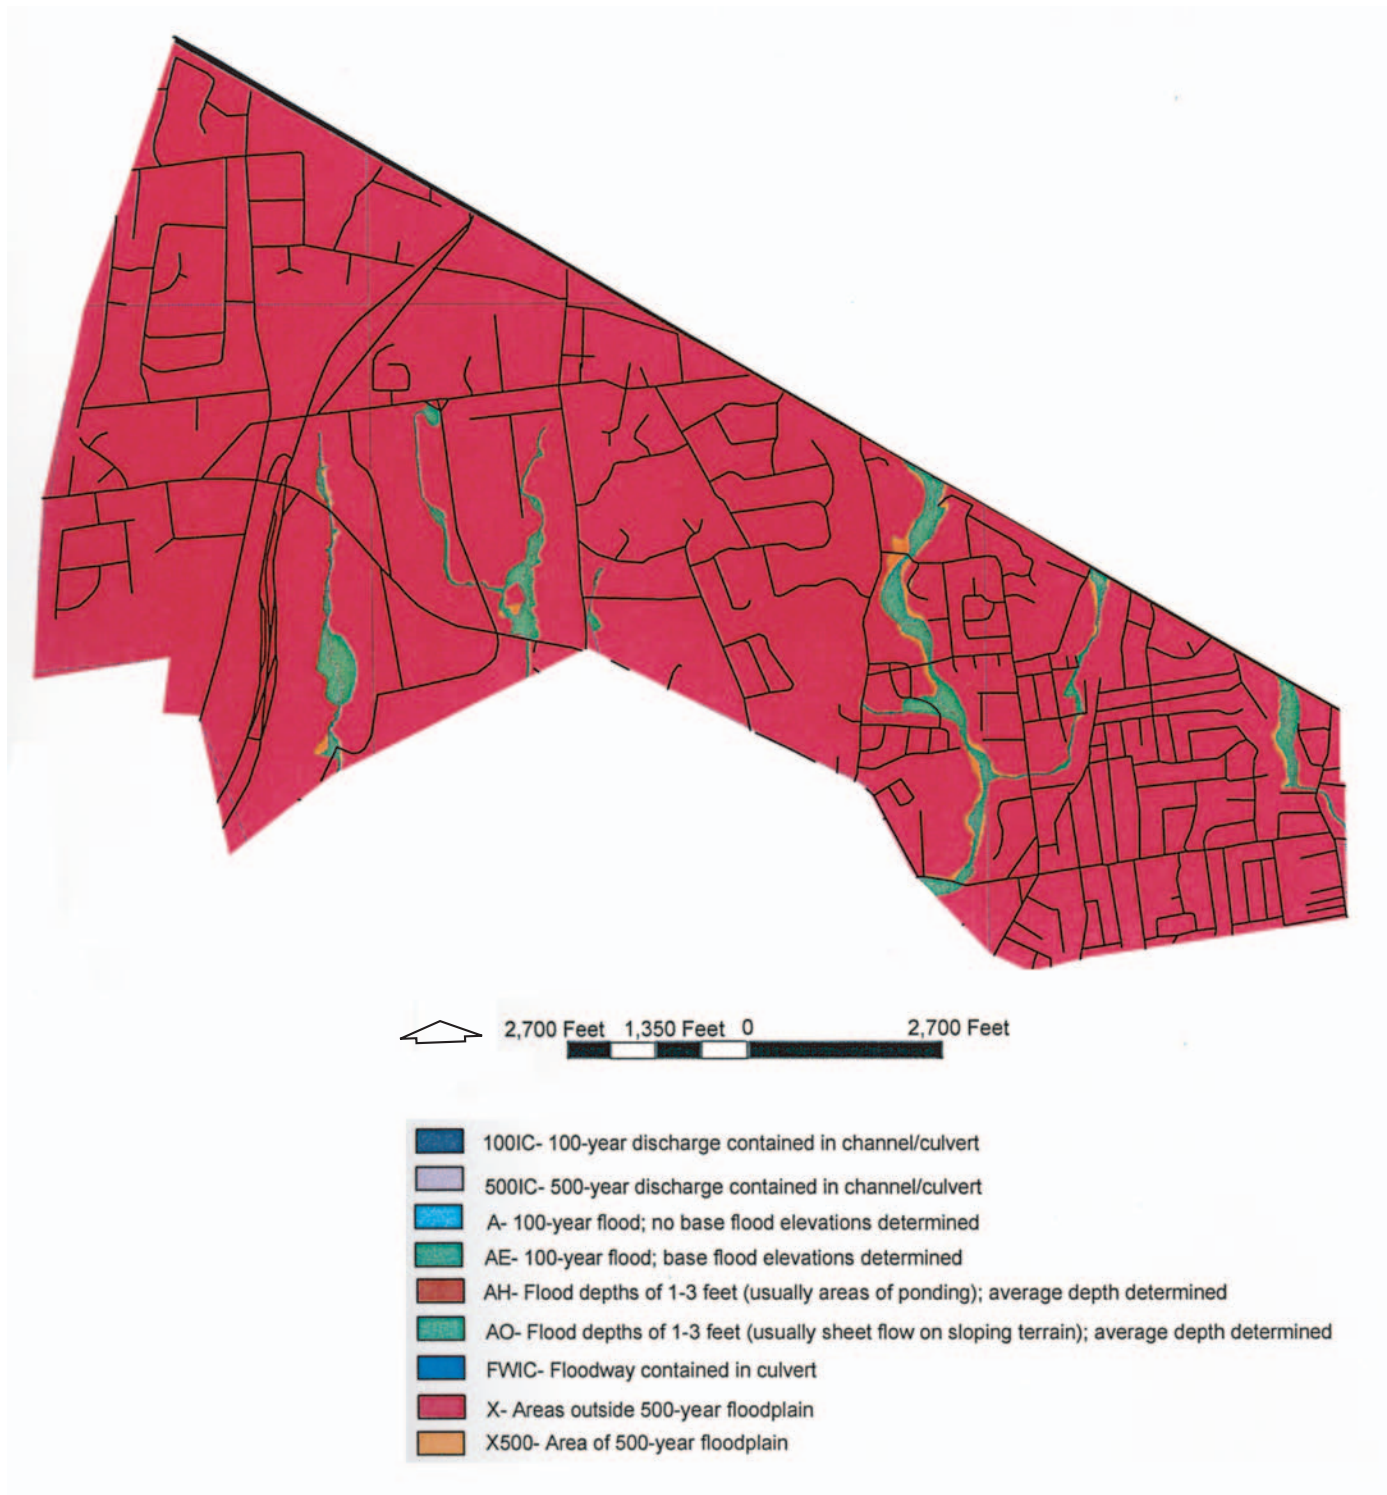 2,700 Feet 1,350 Feet 0 2,700 Feet
100IC- 100-year discharge contained in channel/culvert
500IC- 500-year discharge contained in channel/culvert
A- 100-year flood; no base flood elevations determined
AE- 100-year flood; base flood elevations determined
AH- Flood depths of 1-3 feet (usually areas of ponding); average depth determined
AO- Flood depths of 1-3 feet (usually sheet flow on sloping terrain); average depth determined
FWIC- Floodway contained in culvert
X- Areas outside 500-year floodplain
X500- Area of 500-year floodplain